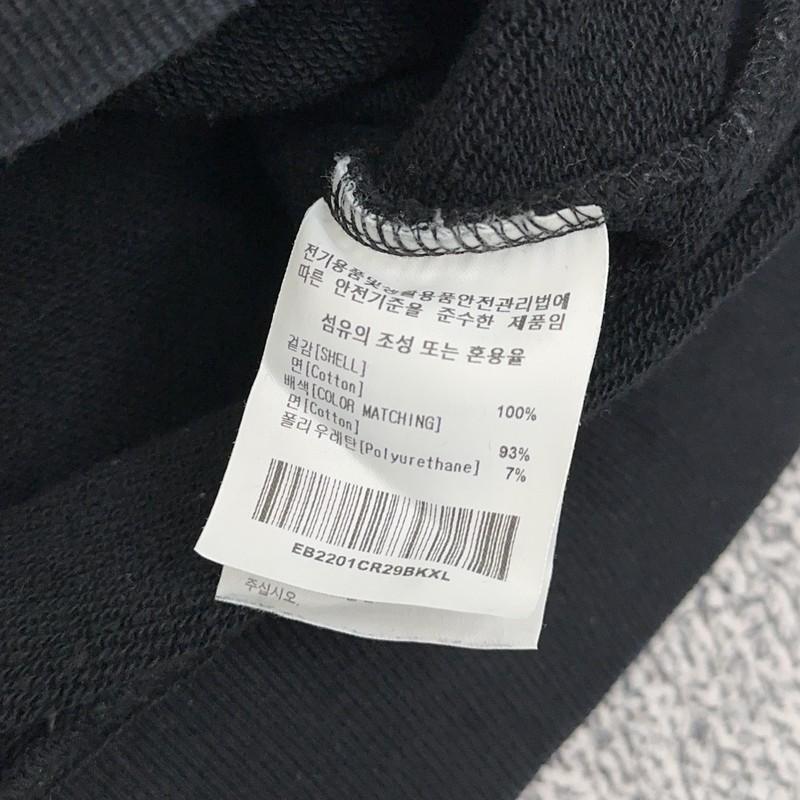 전기용품및생활용품안전관리법에
따른 안전기준을 준수한 제품임
섬유의 조성 또는 혼용율
겉감[SHELL]
면[Cotton] 100%
배색[COLOR MATCHING]
면[Cotton] 93%
폴리우레탄[Polyurethane] 7%
EB2201CR29BKXL
주십시오.